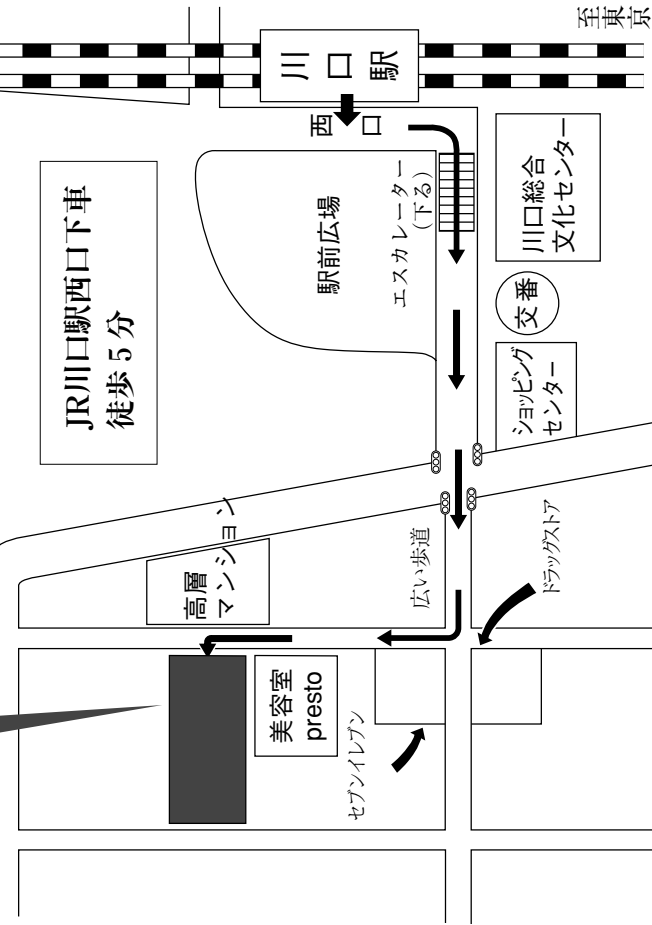 至東京
川口駅
西口
エスカレーター
（下る）
駅前広場
川口総合
文化センター
交番
ショッピング
センター
JR川口駅西口下車
徒歩5分
広い歩道
ドラッグストア
高層
マンション
美容室
presto
セブンイレブン